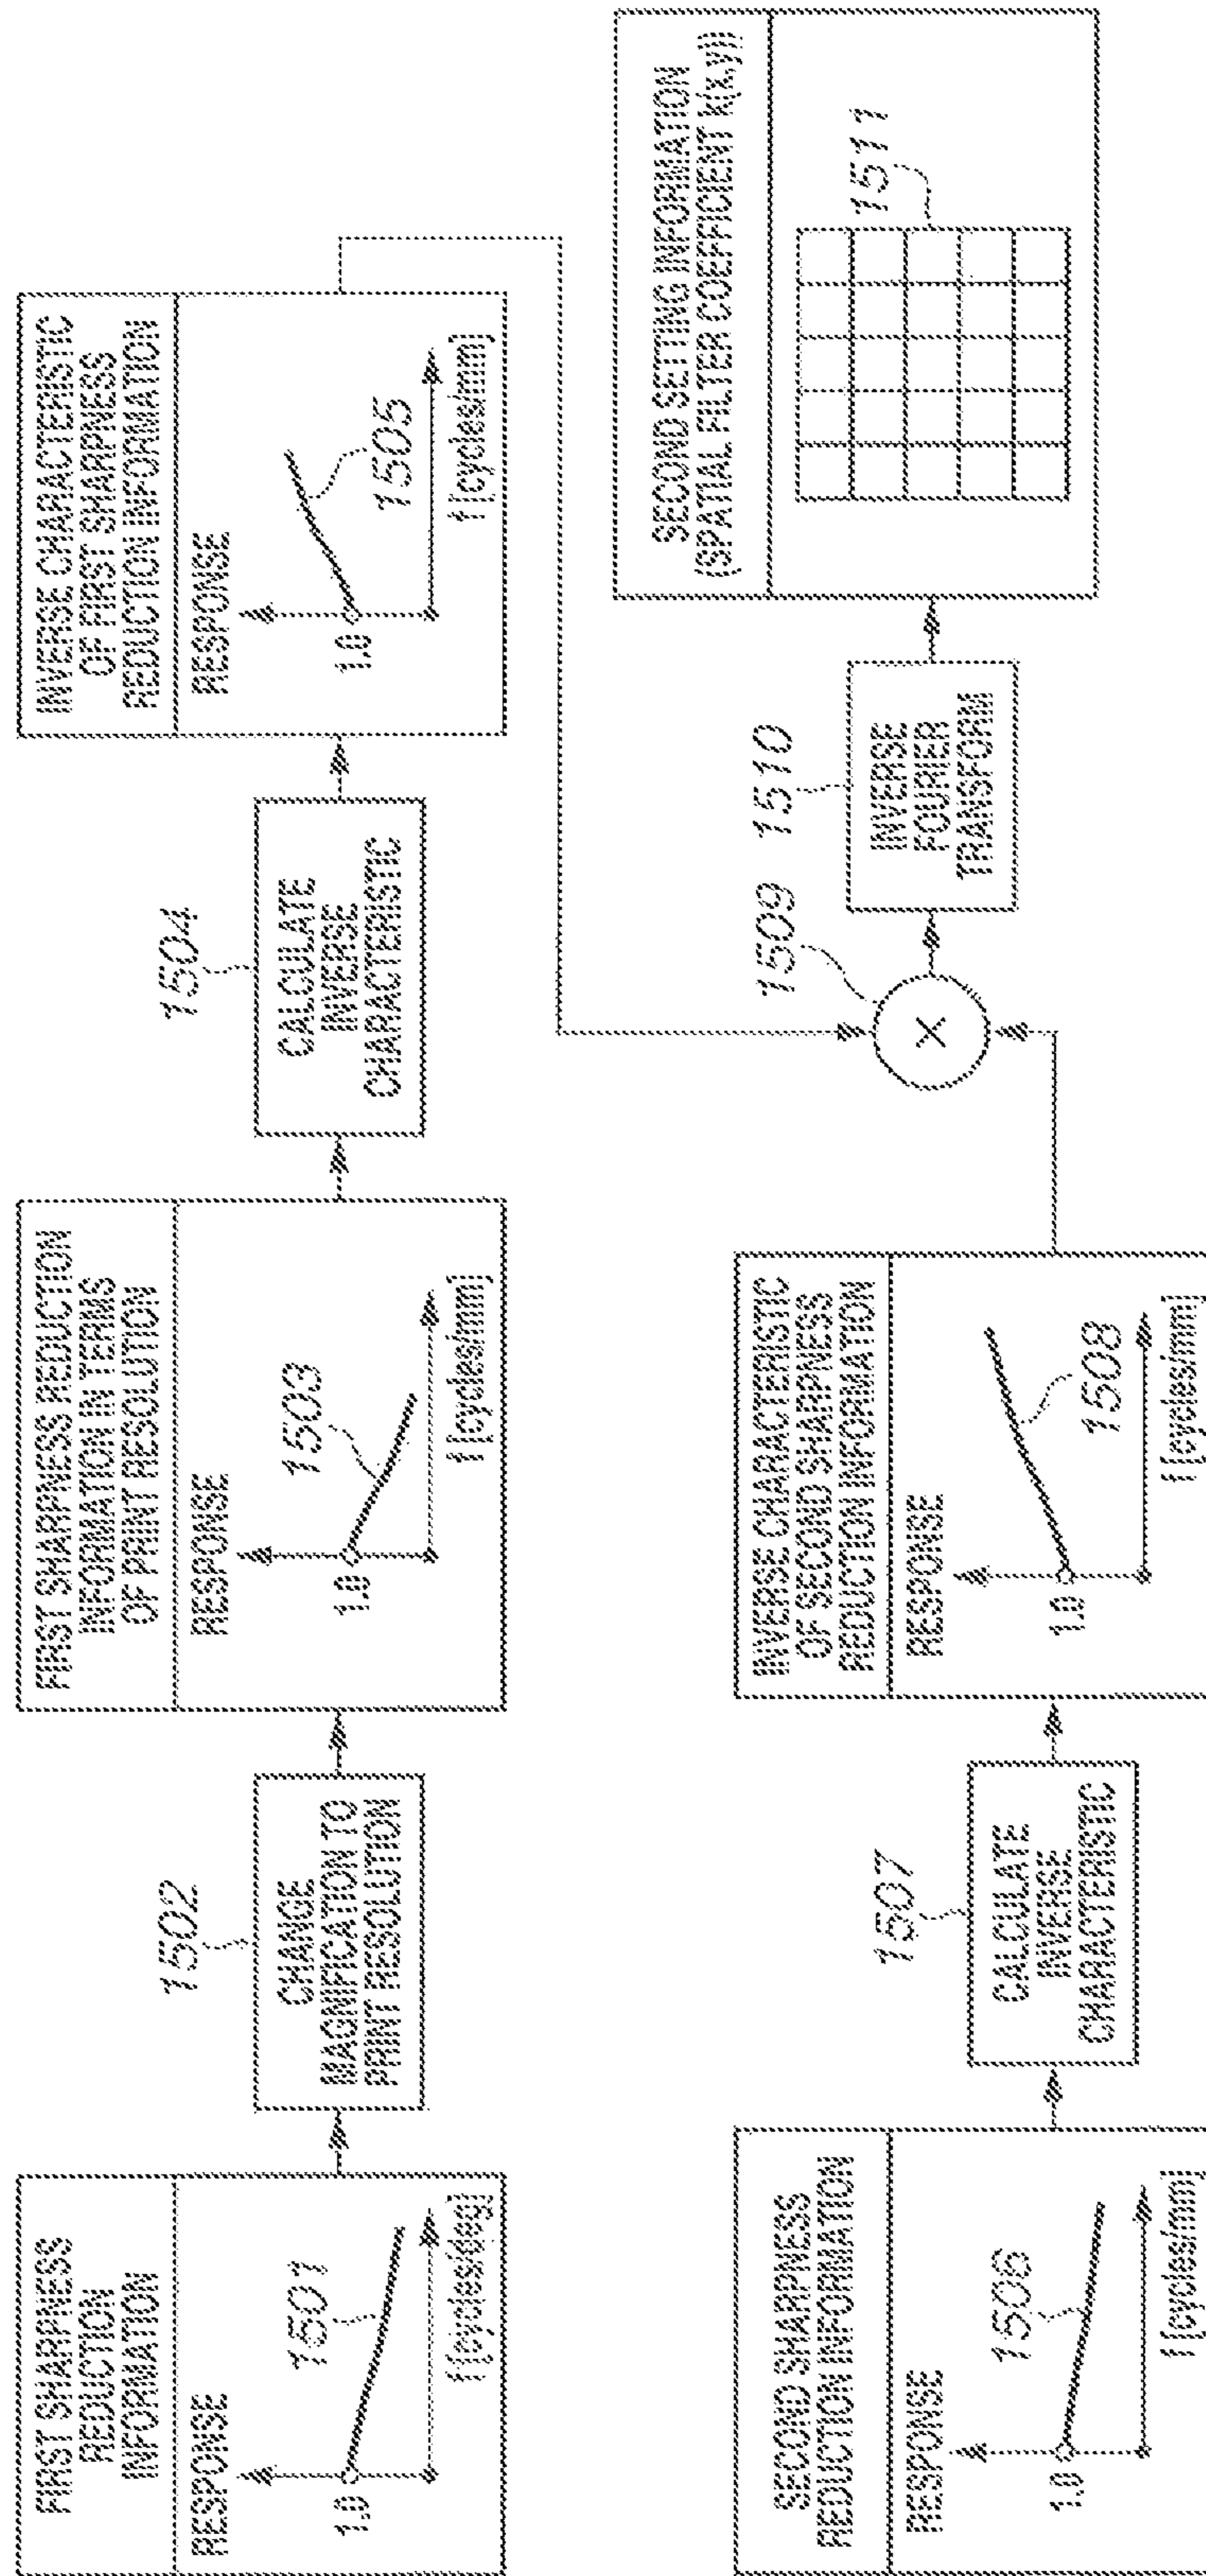 FIRST SHARPNESS
REDUCTION
INFORMATION
RESPONSE
1.0
1501
f [cycles/deg]
1502
CHANGE
MAGNIFICATION TO
PRINT RESOLUTION
FIRST SHARPNESS REDUCTION
INFORMATION IN TERMS
OF PRINT RESOLUTION
RESPONSE
1.0
1503
f [cycles/mm]
1504
CALCULATE
INVERSE
CHARACTERISTIC
INVERSE CHARACTERISTIC
OF FIRST SHARPNESS
REDUCTION INFORMATION
RESPONSE
1.0
1505
f [cycles/mm]
SECOND SHARPNESS
REDUCTION INFORMATION
RESPONSE
1.0
1506
f [cycles/mm]
1507
CALCULATE
INVERSE
CHARACTERISTIC
INVERSE CHARACTERISTIC
OF SECOND SHARPNESS
REDUCTION INFORMATION
RESPONSE
1.0
1508
f [cycles/mm]
1509
×
1510
INVERSE
FOURIER
TRANSFORM
SECOND SETTING INFORMATION
(SPATIAL FILTER COEFFICIENT k(x,y))
1511